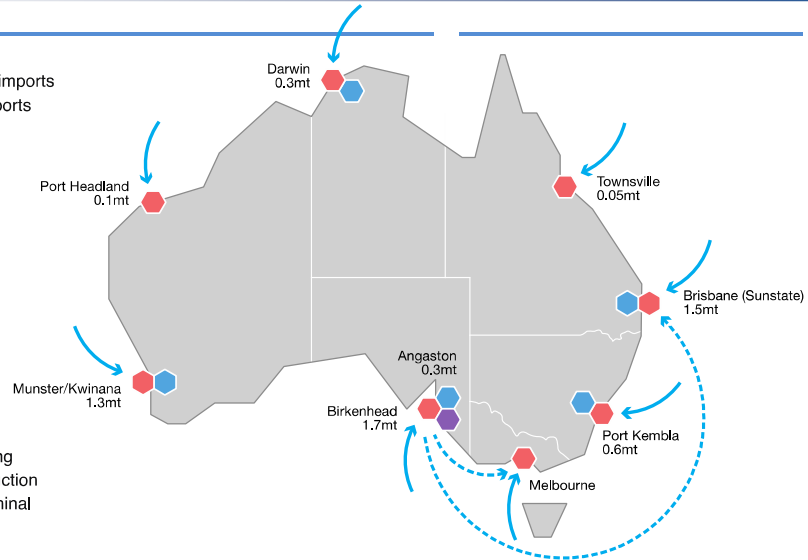 imports
ports
Darwin
0.3mt
Port Headland
0.1mt
Townsville
0.05mt
Brisbane (Sunstate)
1.5mt
Angaston
0.3mt
Munster/Kwinana
1.3mt
Birkenhead
1.7mt
Port Kembla
0.6mt
Melbourne
ng
ction
inal